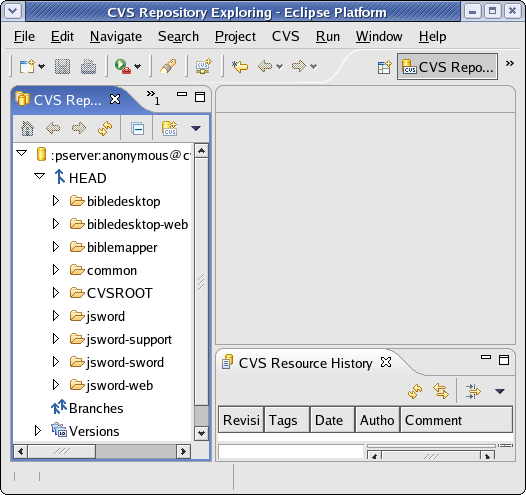 CVS Repository Exploring - Eclipse Platform
File Edit Navigate Search Project CVS Run Window Help
CVS Repo...
CVS Rep... 1
:pserver:anonymous@c
HEAD
bibledesktop
bibledesktop-web
biblemapper
common
CVSROOT
jsword
jsword-support
jsword-sword
jsword-web
Branches
Versions
CVS Resource History
Revisi Tags Date Autho Comment